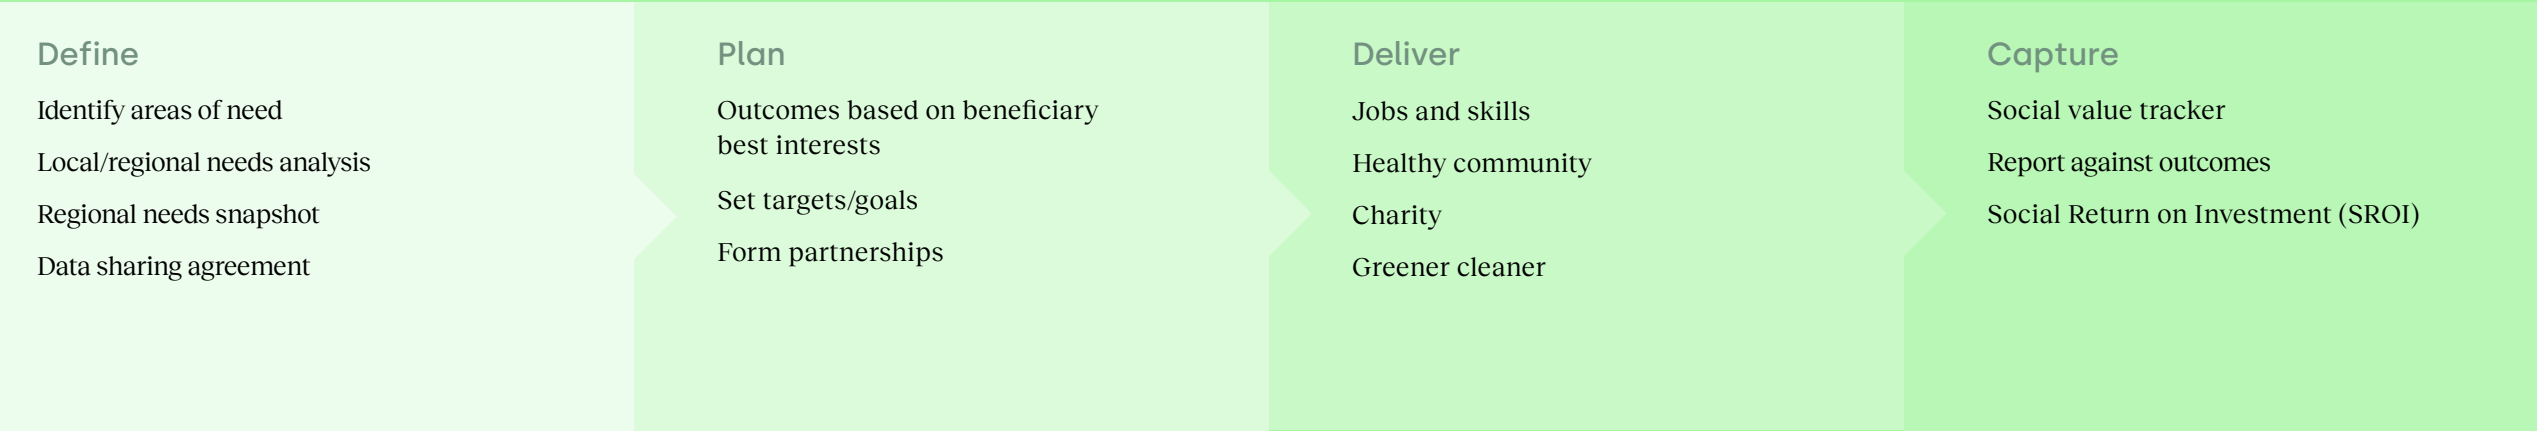 Define
Identify areas of need
Local/regional needs analysis
Regional needs snapshot
Data sharing agreement
Plan
Outcomes based on beneficiary
best interests
Set targets/goals
Form partnerships
Deliver
Jobs and skills
Healthy community
Charity
Greener cleaner
Capture
Social value tracker
Report against outcomes
Social Return on Investment (SROI)